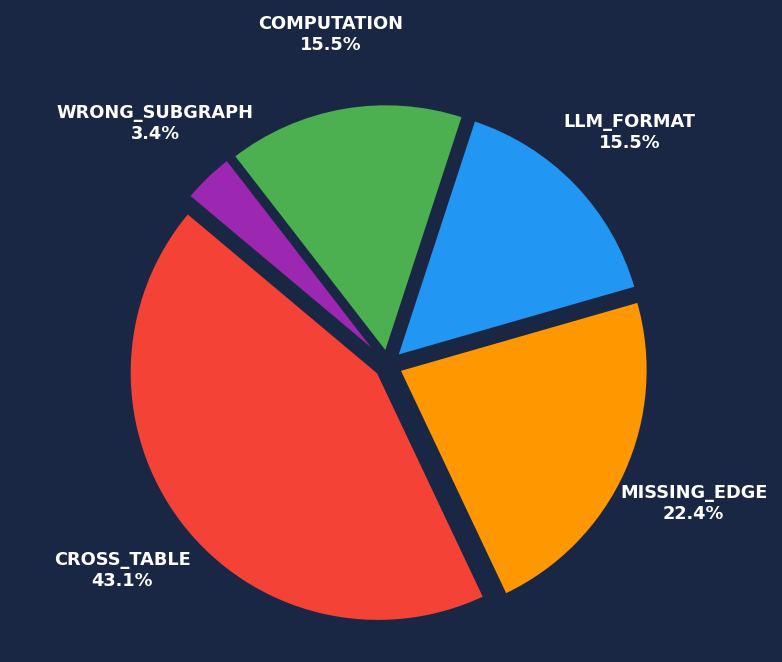 COMPUTATION
15.5%
WRONG_SUBGRAPH
3.4%
LLM_FORMAT
15.5%
MISSING_EDGE
22.4%
CROSS_TABLE
43.1%